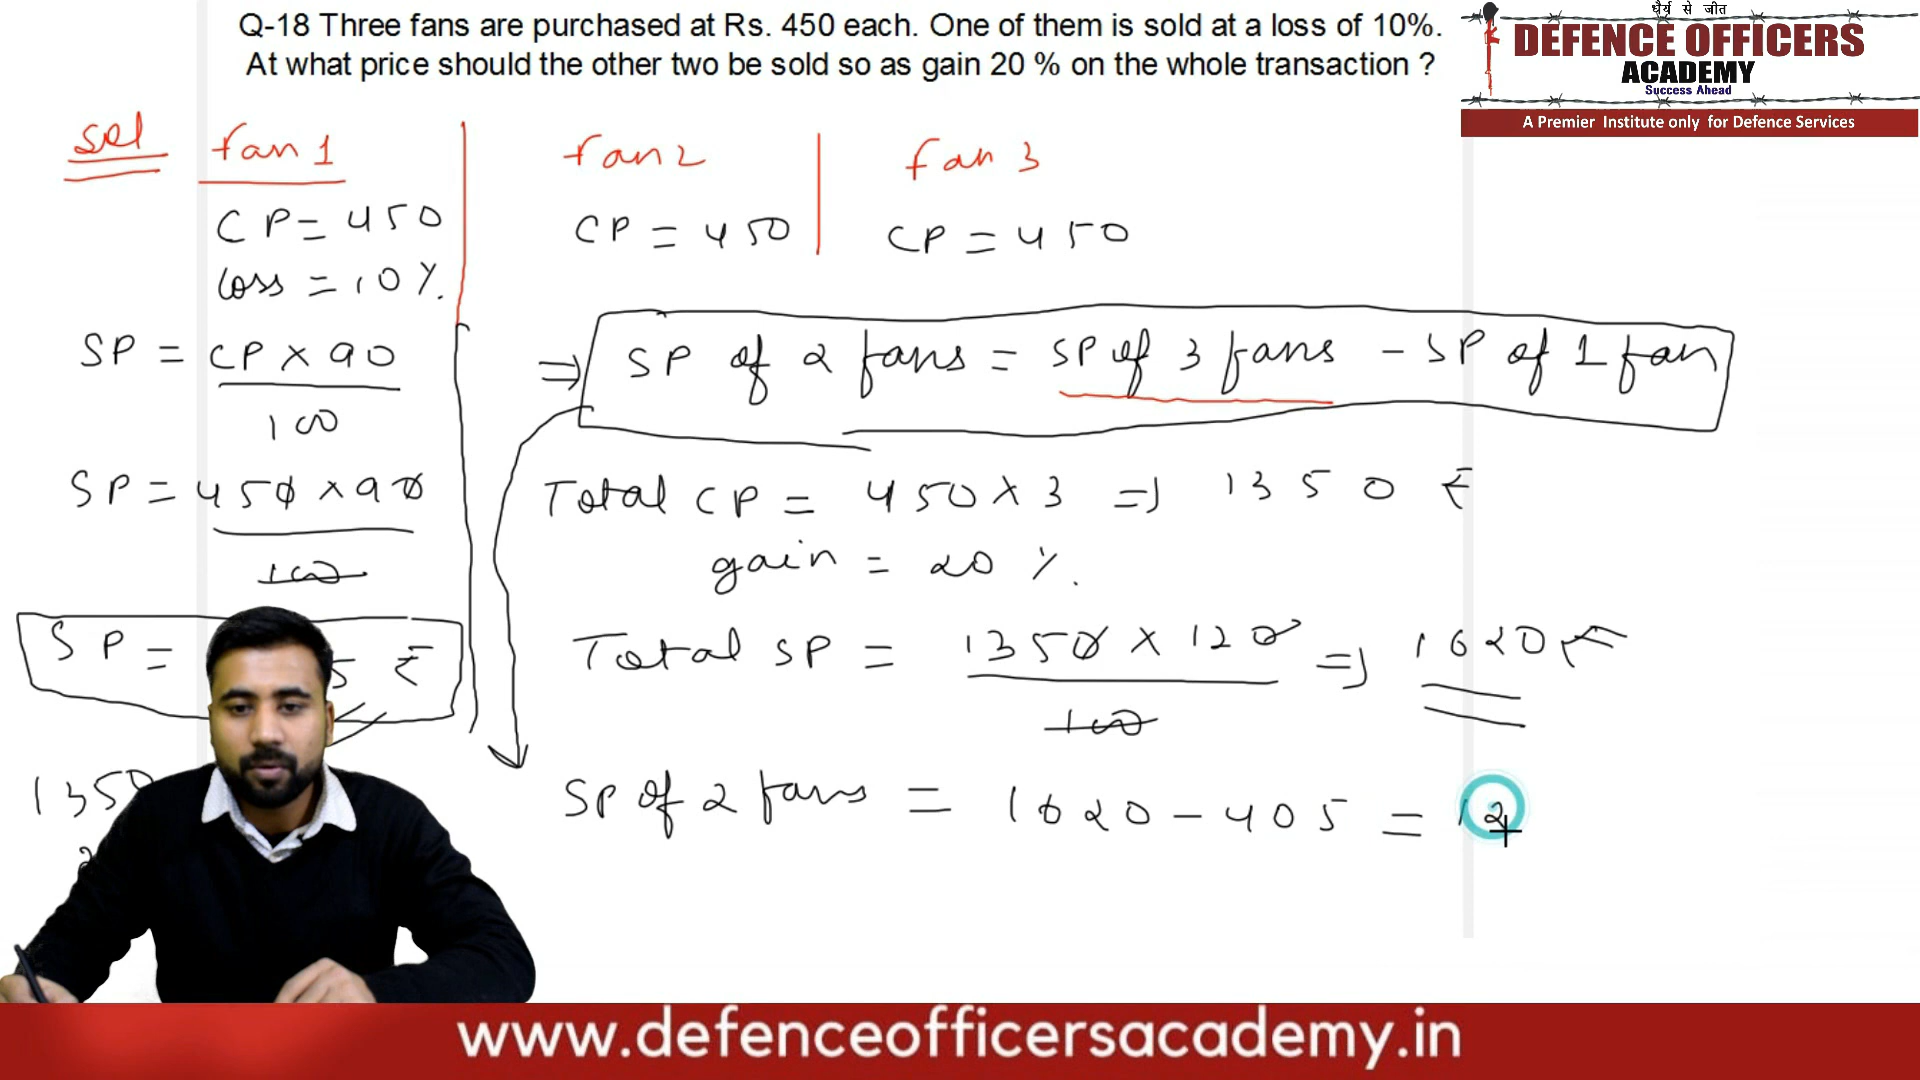 Q-18 Three fans are purchased at Rs. 450 each. One of them is sold at a loss of 10%.
At what price should the other two be sold so as gain 20 % on the whole transaction ?
धैर्य से जीत
DEFENCE OFFICERS
ACADEMY
Success Ahead
A Premier Institute only for Defence Services
sol fan 1
CP = 450
loss = 10 %.
SP = CP × 90
100
SP = 450 × 90
100
SP = 5 ₹
1350
fan 2
CP = 450
fan 3
CP = 450
⇒ SP of 2 fans = SP of 3 fans - SP of 1 fan
Total CP = 450 × 3 ⇒ 1350 ₹
gain = 20 %.
Total SP = 1350 × 120 ⇒ 1620 ₹
100
SP of 2 fans = 1620 - 405 = 12
www.defenceofficersacademy.in